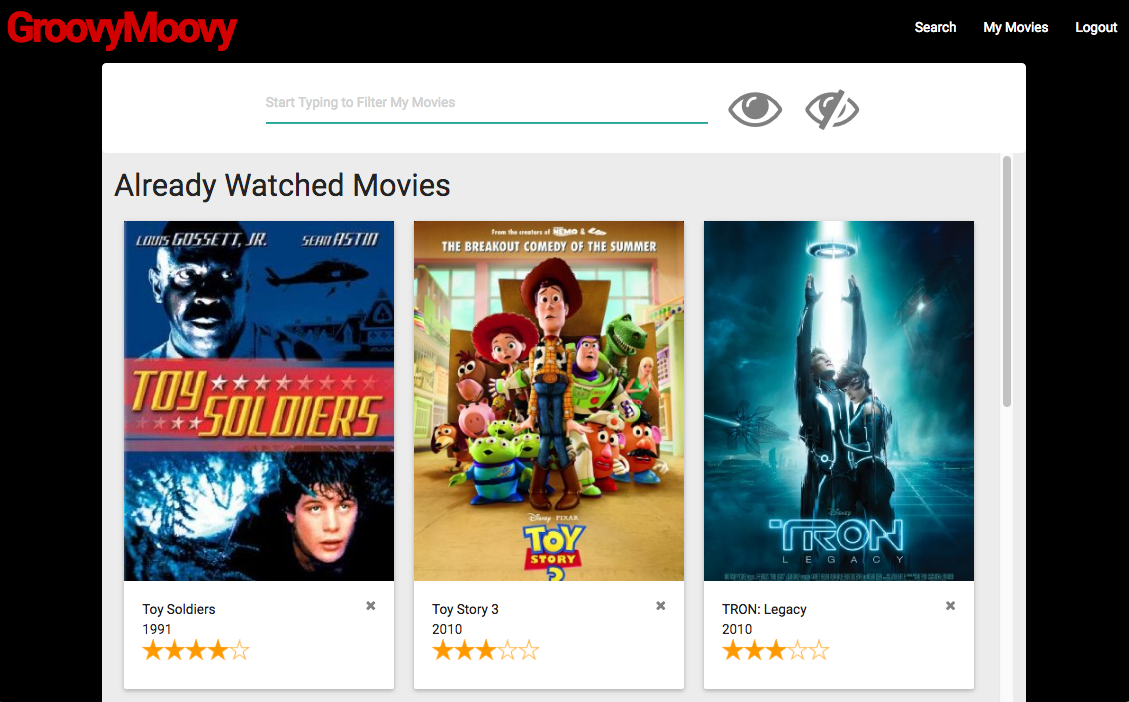 GroovyMoovy
Search My Movies Logout
Start Typing to Filter My Movies
Already Watched Movies
LOUIS GOSSETT, JR. SEAN ASTIN
TOY
SOLDIERS
From the creators of NEMO &
THE BREAKOUT COMEDY OF THE SUMMER
Disney PIXAR
TOY
STORY
3
Disney
TRON
LEGACY
Toy Soldiers
1991
Toy Story 3
2010
TRON: Legacy
2010